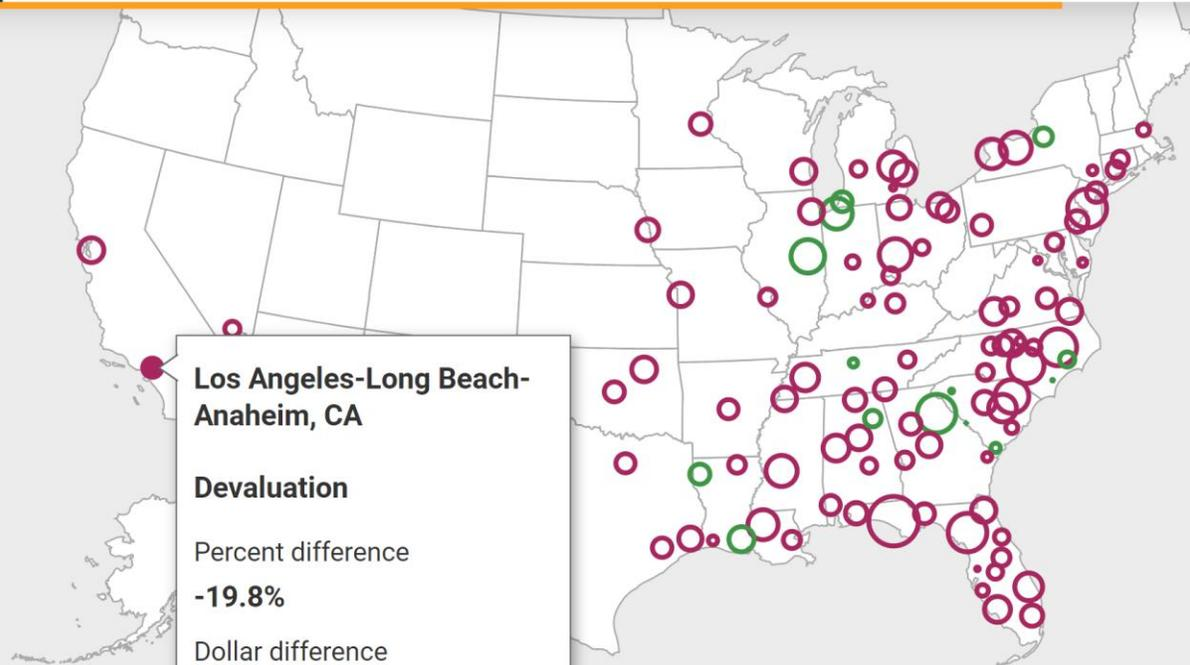 Los Angeles-Long Beach-
Anaheim, CA
Devaluation
Percent difference
-19.8%
Dollar difference